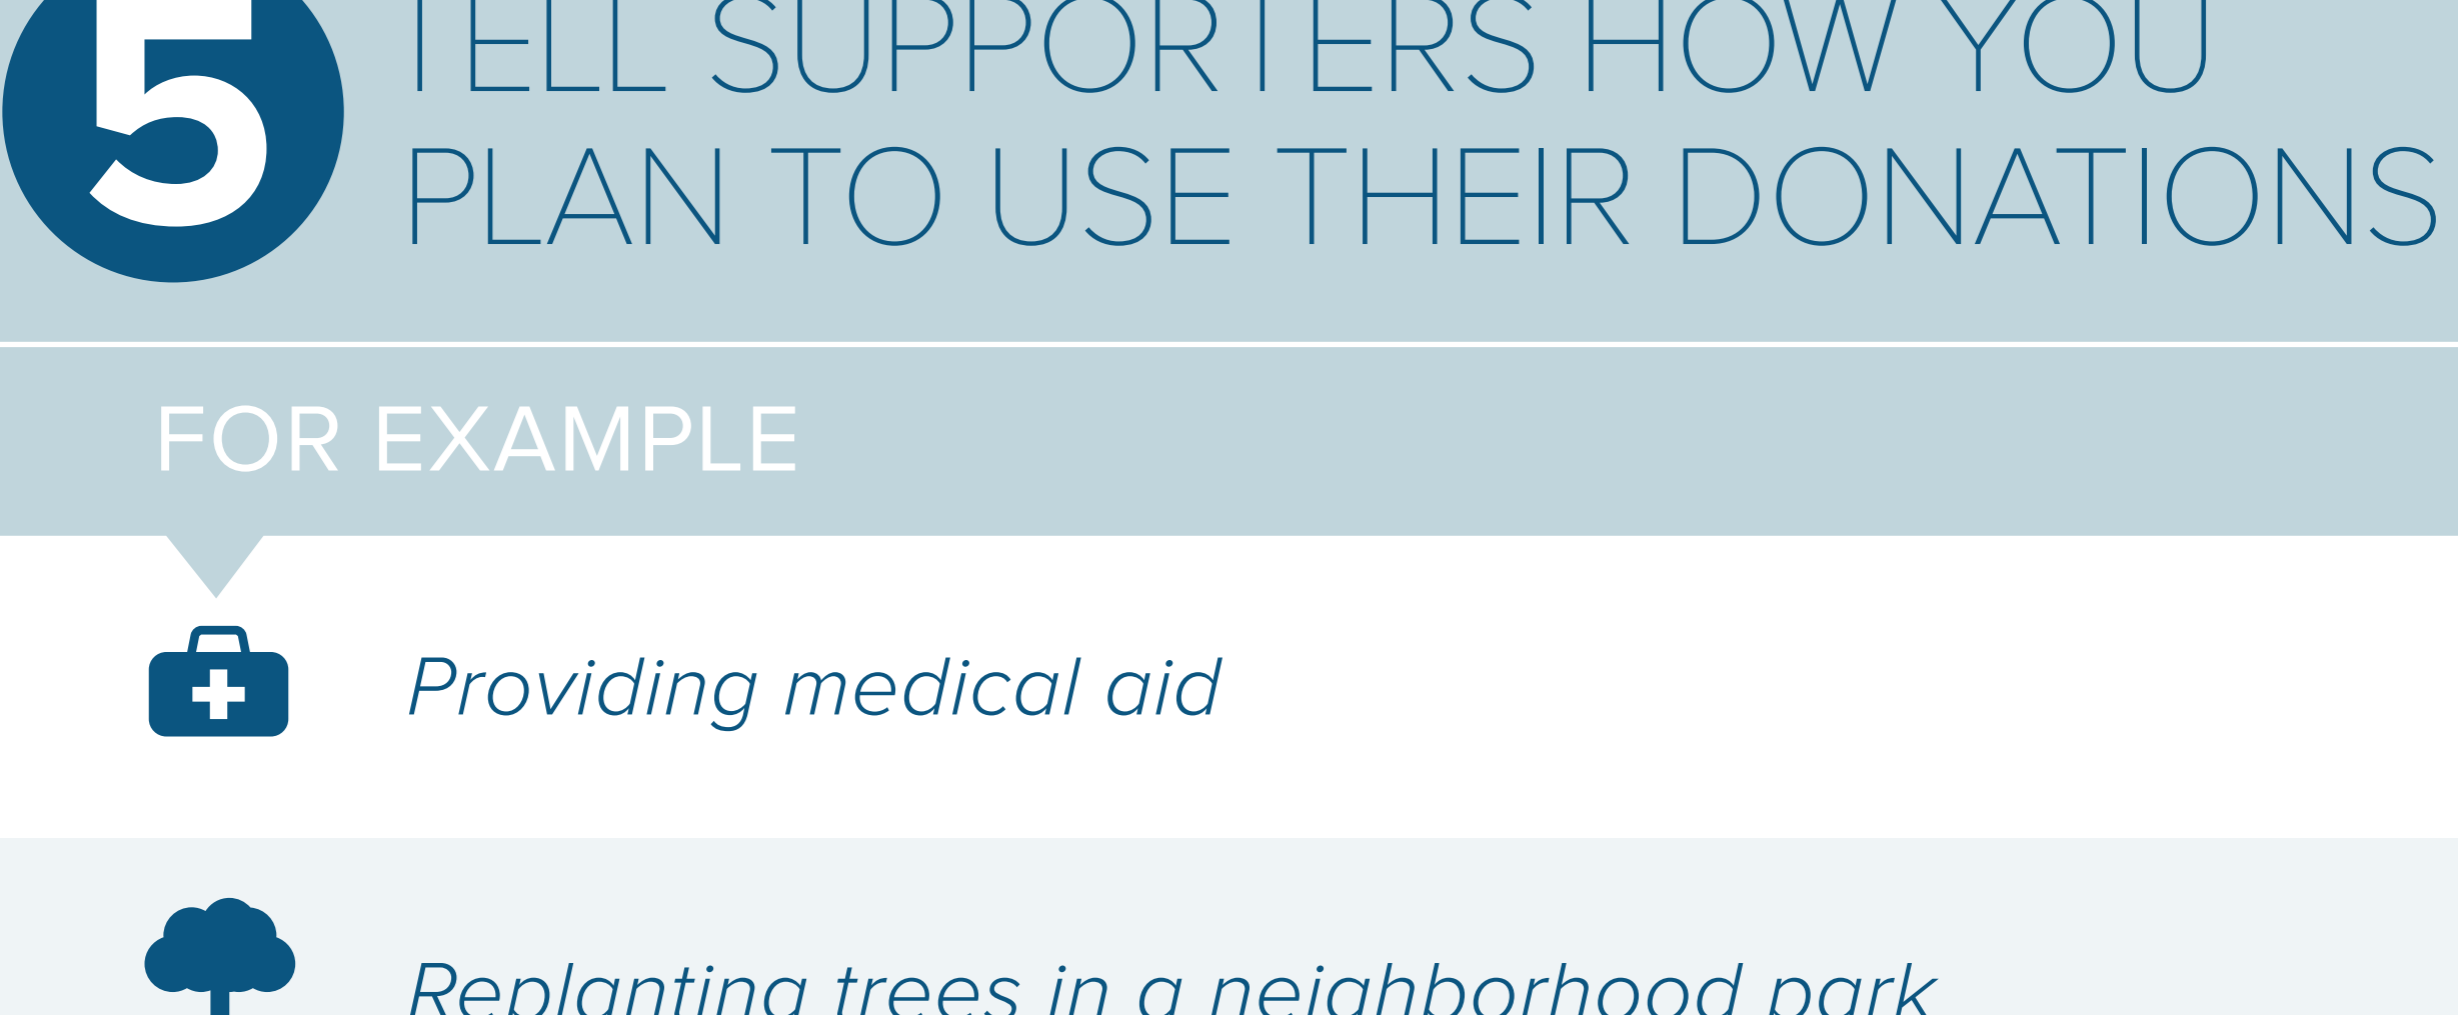 5
TELL SUPPORTERS HOW YOU
PLAN TO USE THEIR DONATIONS
FOR EXAMPLE
Providing medical aid
Replanting trees in a neighborhood park